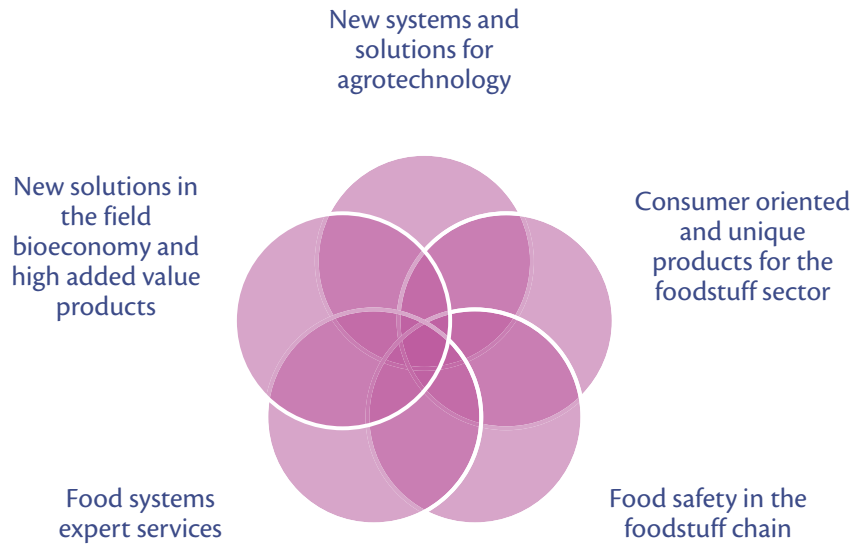 New systems and
solutions for
agrotechnology
New solutions in
the field
bioeconomy and
high added value
products
Consumer oriented
and unique
products for the
foodstuff sector
Food systems
expert services
Food safety in the
foodstuff chain